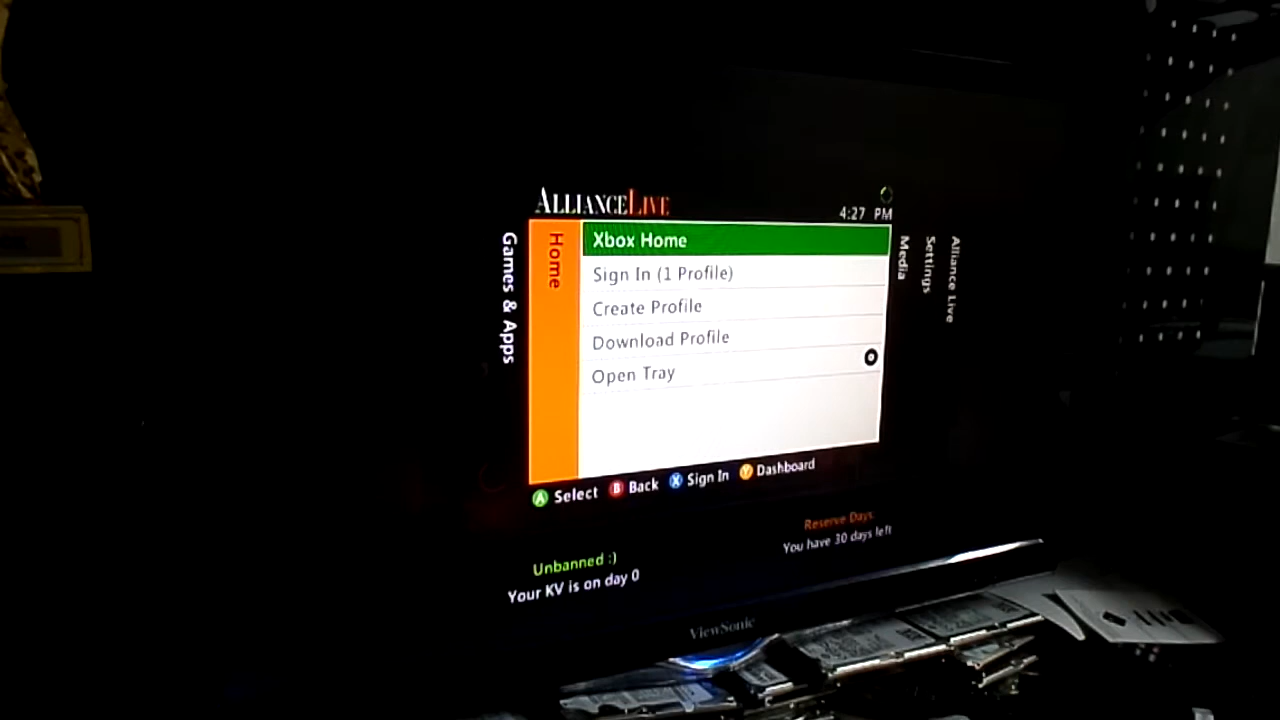 ALLIANCELIVE
4:27 PM
Games & Apps
Home
Xbox Home
Sign In (1 Profile)
Create Profile
Download Profile
Open Tray
Media
Settings
Alliance Live
A Select B Back X Sign In Y Dashboard
Reserve Days
You have 30 days left
Unbanned :)
Your KV is on day 0
ViewSonic